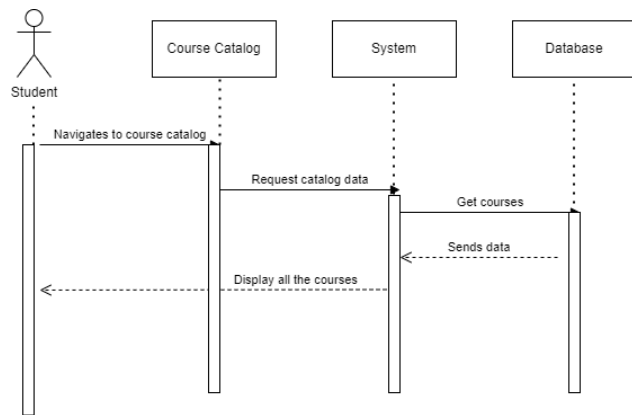 Course Catalog
System
Database
Student
Navigates to course catalog
Request catalog data
Get courses
Sends data
Display all the courses